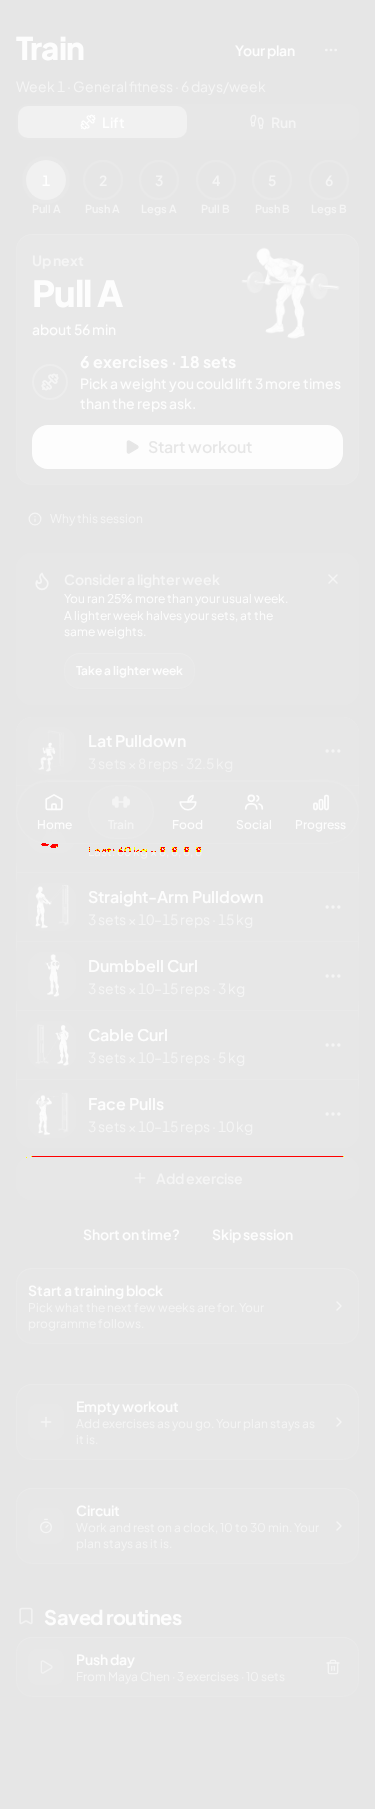 Train
Your plan
Week 1 · General fitness · 6 days/week
Lift
Run
1
2
3
4
5
6
Pull A
Push A
Legs A
Pull B
Push B
Legs B
Up next
Pull A
about 56 min
6 exercises · 18 sets
Pick a weight you could lift 3 more times
than the reps ask.
Start workout
Why this session
Consider a lighter week
You ran 25% more than your usual week.
A lighter week halves your sets, at the
same weights.
Take a lighter week
Lat Pulldown
3 sets × 8 reps · 32.5 kg
Home
Train
Food
Social
Progress
Straight-Arm Pulldown
3 sets × 10–15 reps · 15 kg
Dumbbell Curl
3 sets × 10–15 reps · 3 kg
Cable Curl
3 sets × 10–15 reps · 5 kg
Face Pulls
3 sets × 10–15 reps · 10 kg
Add exercise
Short on time?
Skip session
Start a training block
Pick what the next few weeks are for. Your
programme follows.
Empty workout
Add exercises as you go. Your plan stays as
it is.
Circuit
Work and rest on a clock, 10 to 30 min. Your
plan stays as it is.
Saved routines
Push day
From Maya Chen · 3 exercises · 10 sets